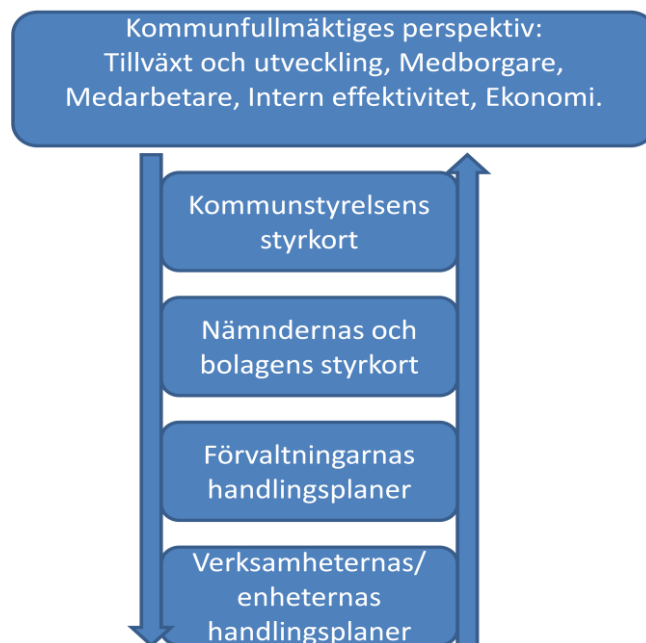 Kommunfullmäktiges perspektiv:
Tillväxt och utveckling, Medborgare,
Medarbetare, Intern effektivitet, Ekonomi.
Kommunstyrelsens
styrkort
Nämndernas och
bolagens styrkort
Förvaltningarnas
handlingsplaner
Verksamheternas/
enheternas
handlingsplaner